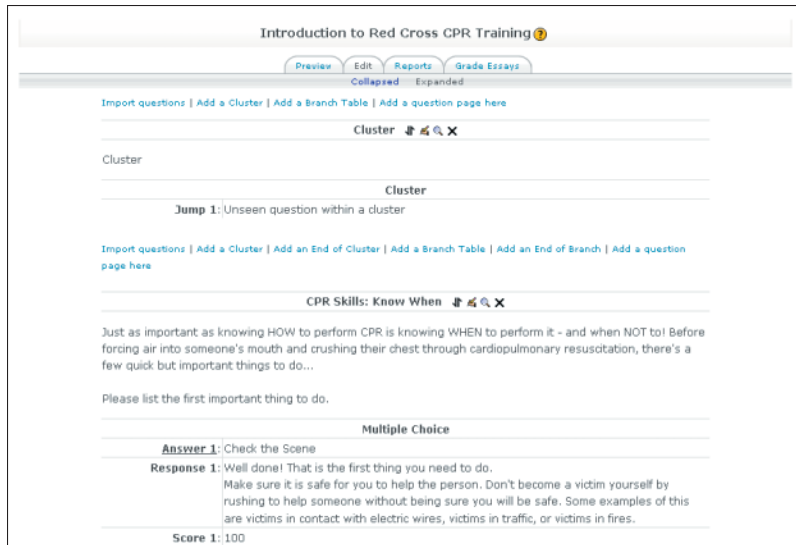 Introduction to Red Cross CPR Training ?
Preview Edit Reports Grade Essays
Collapsed Expanded
Import questions | Add a Cluster | Add a Branch Table | Add a question page here
Cluster
Cluster
Cluster
Jump 1: Unseen question within a cluster
Import questions | Add a Cluster | Add an End of Cluster | Add a Branch Table | Add an End of Branch | Add a question
page here
CPR Skills: Know When
Just as important as knowing HOW to perform CPR is knowing WHEN to perform it - and when NOT to! Before
forcing air into someone's mouth and crushing their chest through cardiopulmonary resuscitation, there's a
few quick but important things to do...
Please list the first important thing to do.
Multiple Choice
Answer 1: Check the Scene
Response 1: Well done! That is the first thing you need to do.
Make sure it is safe for you to help the person. Don't become a victim yourself by
rushing to help someone without being sure you will be safe. Some examples of this
are victims in contact with electric wires, victims in traffic, or victims in fires.
Score 1: 100